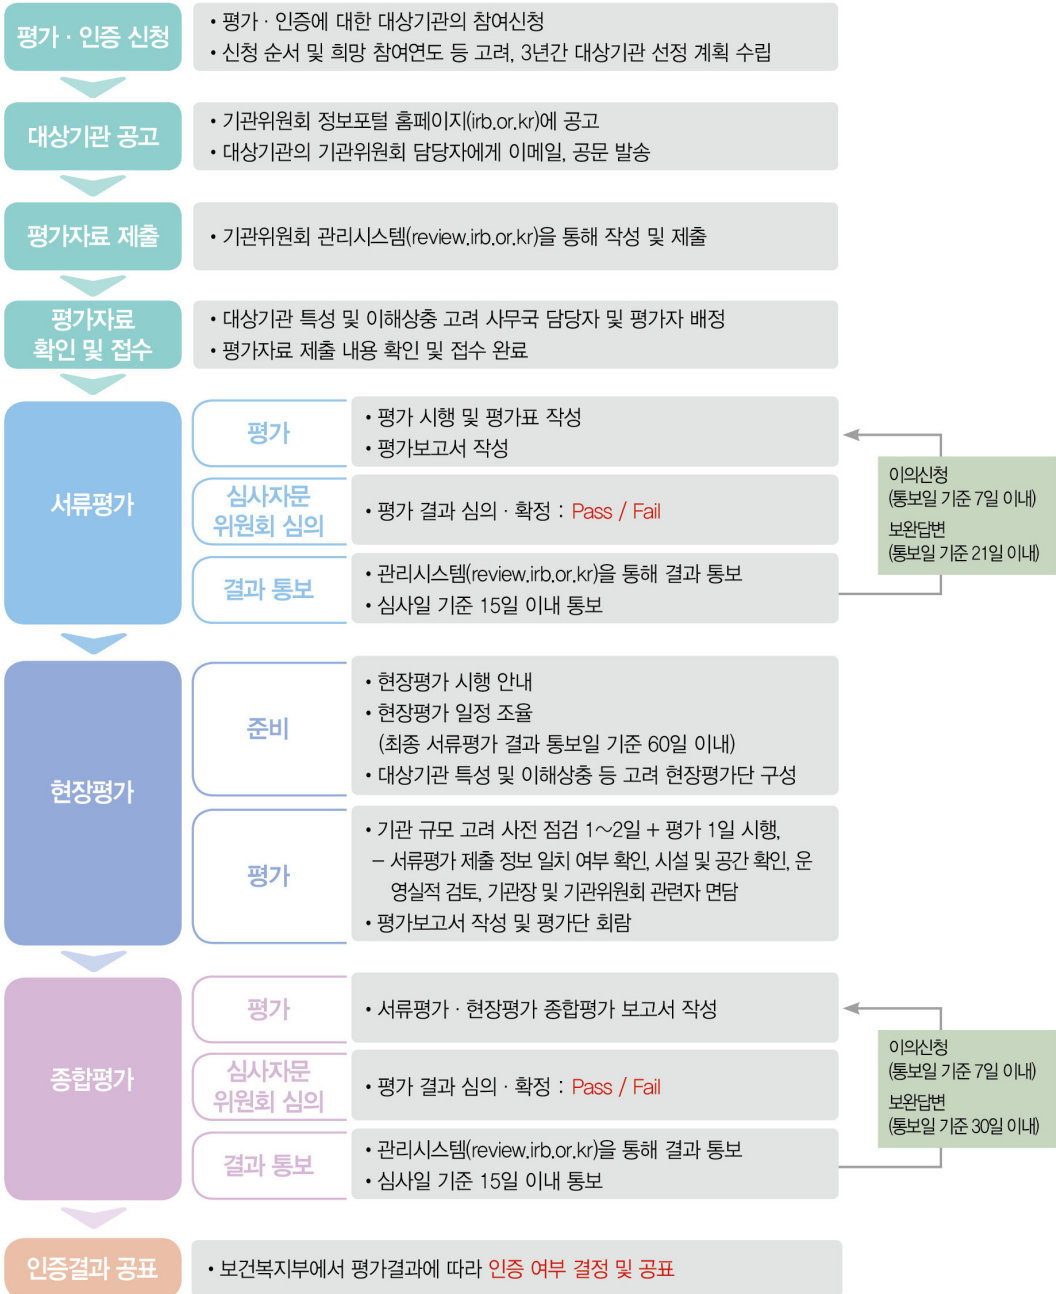 평가 · 인증 신청
• 평가 · 인증에 대한 대상기관의 참여신청
• 신청 순서 및 희망 참여연도 등 고려, 3년간 대상기관 선정 계획 수립
대상기관 공고
• 기관위원회 정보포털 홈페이지(irb.or.kr)에 공고
• 대상기관의 기관위원회 담당자에게 이메일, 공문 발송
평가자료 제출
• 기관위원회 관리시스템(review.irb.or.kr)을 통해 작성 및 제출
평가자료
확인 및 접수
• 대상기관 특성 및 이해상충 고려 사무국 담당자 및 평가자 배정
• 평가자료 제출 내용 확인 및 접수 완료
서류평가
평가
• 평가 시행 및 평가표 작성
• 평가보고서 작성
심사자문
위원회 심의
• 평가 결과 심의 · 확정 : Pass / Fail
결과 통보
• 관리시스템(review.irb.or.kr)을 통해 결과 통보
• 심사일 기준 15일 이내 통보
이의신청
(통보일 기준 7일 이내)
보완답변
(통보일 기준 21일 이내)
현장평가
준비
• 현장평가 시행 안내
• 현장평가 일정 조율
(최종 서류평가 결과 통보일 기준 60일 이내)
• 대상기관 특성 및 이해상충 등 고려 현장평가단 구성
평가
• 기관 규모 고려 사전 점검 1～2일 + 평가 1일 시행,
– 서류평가 제출 정보 일치 여부 확인, 시설 및 공간 확인, 운
영실적 검토, 기관장 및 기관위원회 관련자 면담
• 평가보고서 작성 및 평가단 회람
종합평가
평가
• 서류평가 · 현장평가 종합평가 보고서 작성
심사자문
위원회 심의
• 평가 결과 심의 · 확정 : Pass / Fail
결과 통보
• 관리시스템(review.irb.or.kr)을 통해 결과 통보
• 심사일 기준 15일 이내 통보
이의신청
(통보일 기준 7일 이내)
보완답변
(통보일 기준 30일 이내)
인증결과 공표
• 보건복지부에서 평가결과에 따라 인증 여부 결정 및 공표